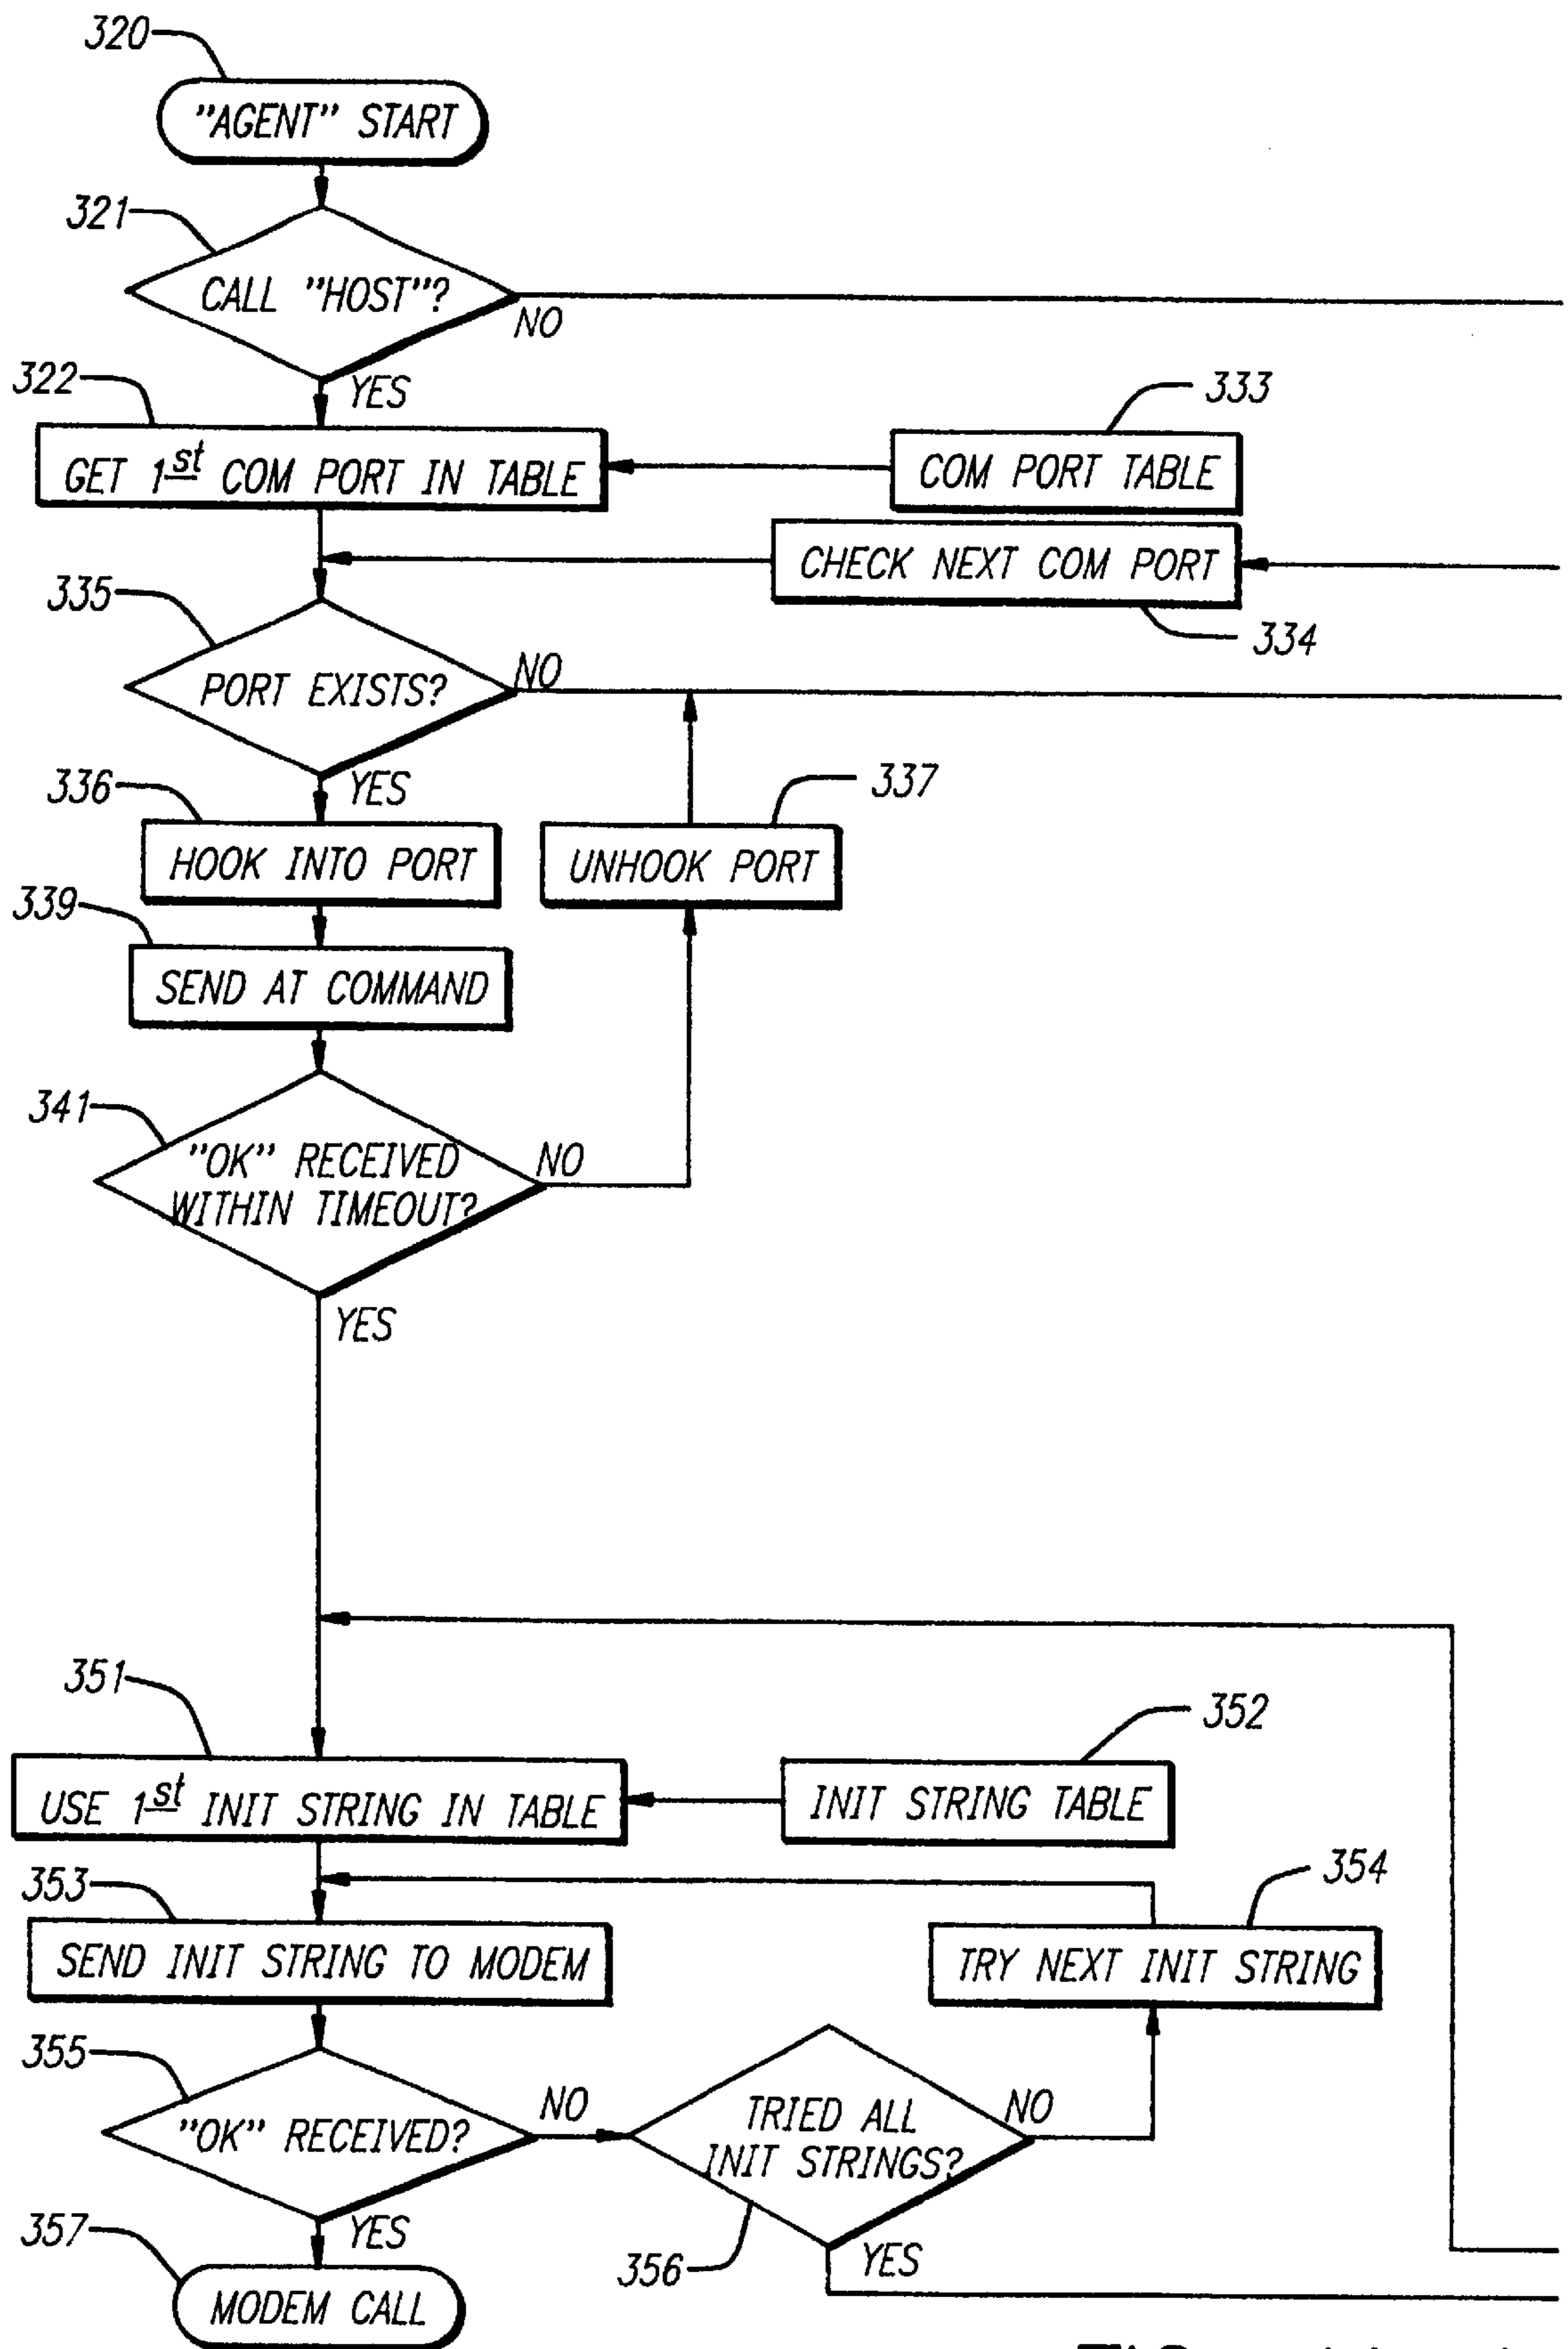 320
"AGENT" START
321
CALL "HOST"?
NO
YES
322
GET 1st COM PORT IN TABLE
333
COM PORT TABLE
CHECK NEXT COM PORT
334
335
PORT EXISTS?
NO
YES
336
HOOK INTO PORT
337
UNHOOK PORT
339
SEND AT COMMAND
341
"OK" RECEIVED
WITHIN TIMEOUT?
NO
YES
351
USE 1st INIT STRING IN TABLE
352
INIT STRING TABLE
353
SEND INIT STRING TO MODEM
354
TRY NEXT INIT STRING
355
"OK" RECEIVED?
NO
TRIED ALL
INIT STRINGS?
NO
356
YES
YES
357
MODEM CALL